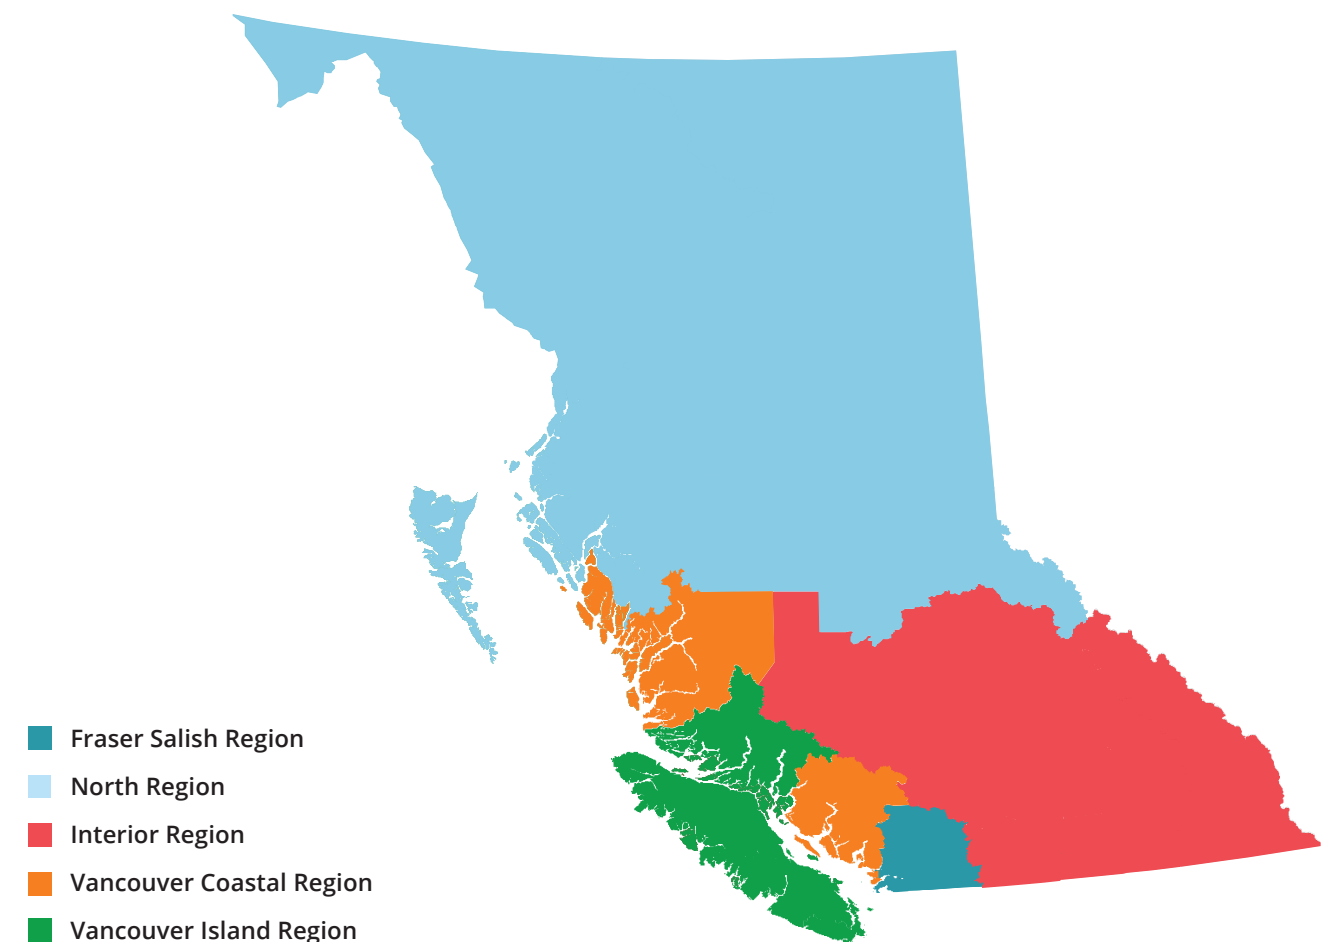 Fraser Salish Region
North Region
Interior Region
Vancouver Coastal Region
Vancouver Island Region